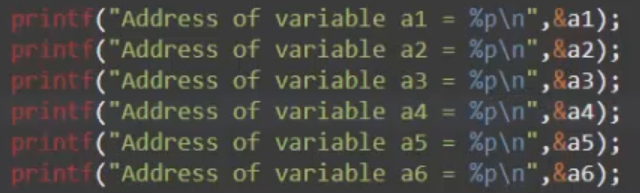 printf("Address of variable a1 = %p\n",&a1);
printf("Address of variable a2 = %p\n",&a2);
printf("Address of variable a3 = %p\n",&a3);
printf("Address of variable a4 = %p\n",&a4);
printf("Address of variable a5 = %p\n",&a5);
printf("Address of variable a6 = %p\n",&a6);